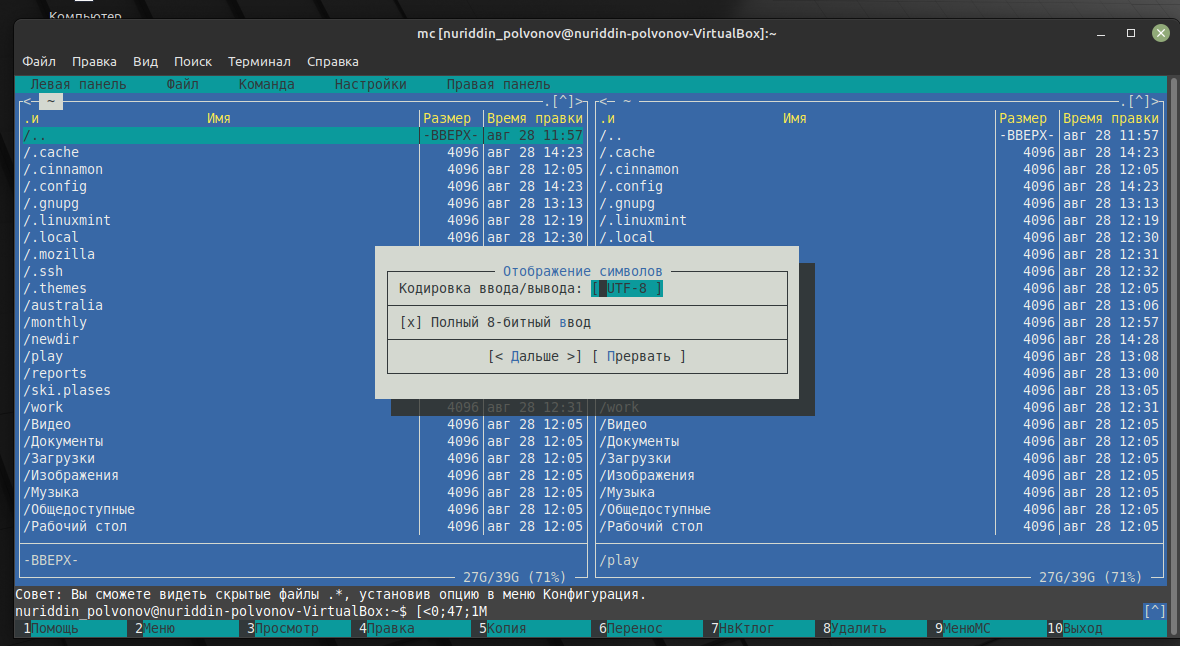 Компьютер
mc [nuriddin_polvonov@nuriddin-polvonov-VirtualBox]:~
Файл Правка Вид Поиск Терминал Справка
Левая панель Файл Команда Настройки Правая панель
<- ~ .[^]> <- ~ .[^]>
.и Имя Размер Время правки .и Имя Размер Время правки
/.. -ВВЕРХ- авг 28 11:57 /.. -ВВЕРХ- авг 28 11:57
/.cache 4096 авг 28 14:23 /.cache 4096 авг 28 14:23
/.cinnamon 4096 авг 28 12:05 /.cinnamon 4096 авг 28 12:05
/.config 4096 авг 28 14:23 /.config 4096 авг 28 14:23
/.gnupg 4096 авг 28 13:13 /.gnupg 4096 авг 28 13:13
/.linuxmint 4096 авг 28 12:19 /.linuxmint 4096 авг 28 12:19
/.local 4096 авг 28 12:30 /.local 4096 авг 28 12:30
/.mozilla 4096 авг 28 12:31
/.ssh Отображение символов 4096 авг 28 12:32
/.themes Кодировка ввода/вывода: [ UTF-8 ] 4096 авг 28 12:05
/australia 4096 авг 28 13:06
/monthly [x] Полный 8-битный ввод 4096 авг 28 12:57
/newdir 4096 авг 28 14:28
/play [< Дальше >] [ Прервать ] 4096 авг 28 13:08
/reports 4096 авг 28 13:00
/ski.plases 4096 авг 28 13:05
/work 4096 авг 28 12:31 /work 4096 авг 28 12:31
/Видео 4096 авг 28 12:05 /Видео 4096 авг 28 12:05
/Документы 4096 авг 28 12:05 /Документы 4096 авг 28 12:05
/Загрузки 4096 авг 28 12:05 /Загрузки 4096 авг 28 12:05
/Изображения 4096 авг 28 12:05 /Изображения 4096 авг 28 12:05
/Музыка 4096 авг 28 12:05 /Музыка 4096 авг 28 12:05
/Общедоступные 4096 авг 28 12:05 /Общедоступные 4096 авг 28 12:05
/Рабочий стол 4096 авг 28 12:05 /Рабочий стол 4096 авг 28 12:05
-ВВЕРХ- /play
27G/39G (71%) 27G/39G (71%)
Совет: Вы сможете видеть скрытые файлы .*, установив опцию в меню Конфигурация.
nuriddin_polvonov@nuriddin-polvonov-VirtualBox:~$ [<0;47;1M [^]
1Помощь 2Меню 3Просмотр 4Правка 5Копия 6Перенос 7НвКтлог 8Удалить 9МенюМС 10Выход